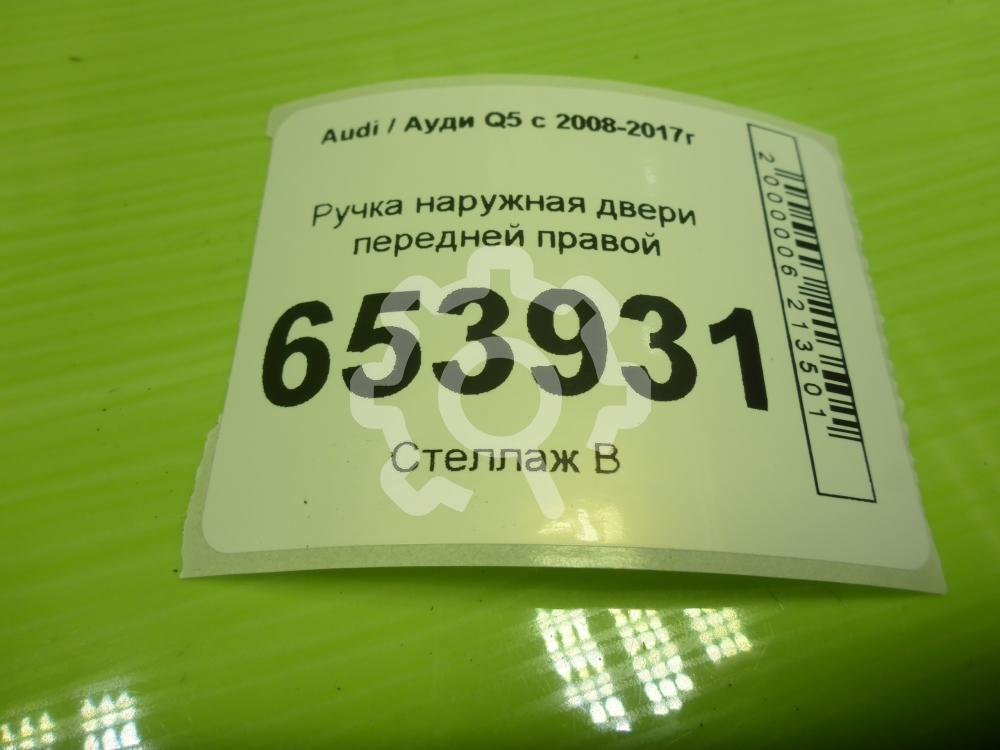 Audi / Ауди Q5 с 2008-2017г
Ручка наружная двери
передней правой
653931
Стеллаж В
2000006213501